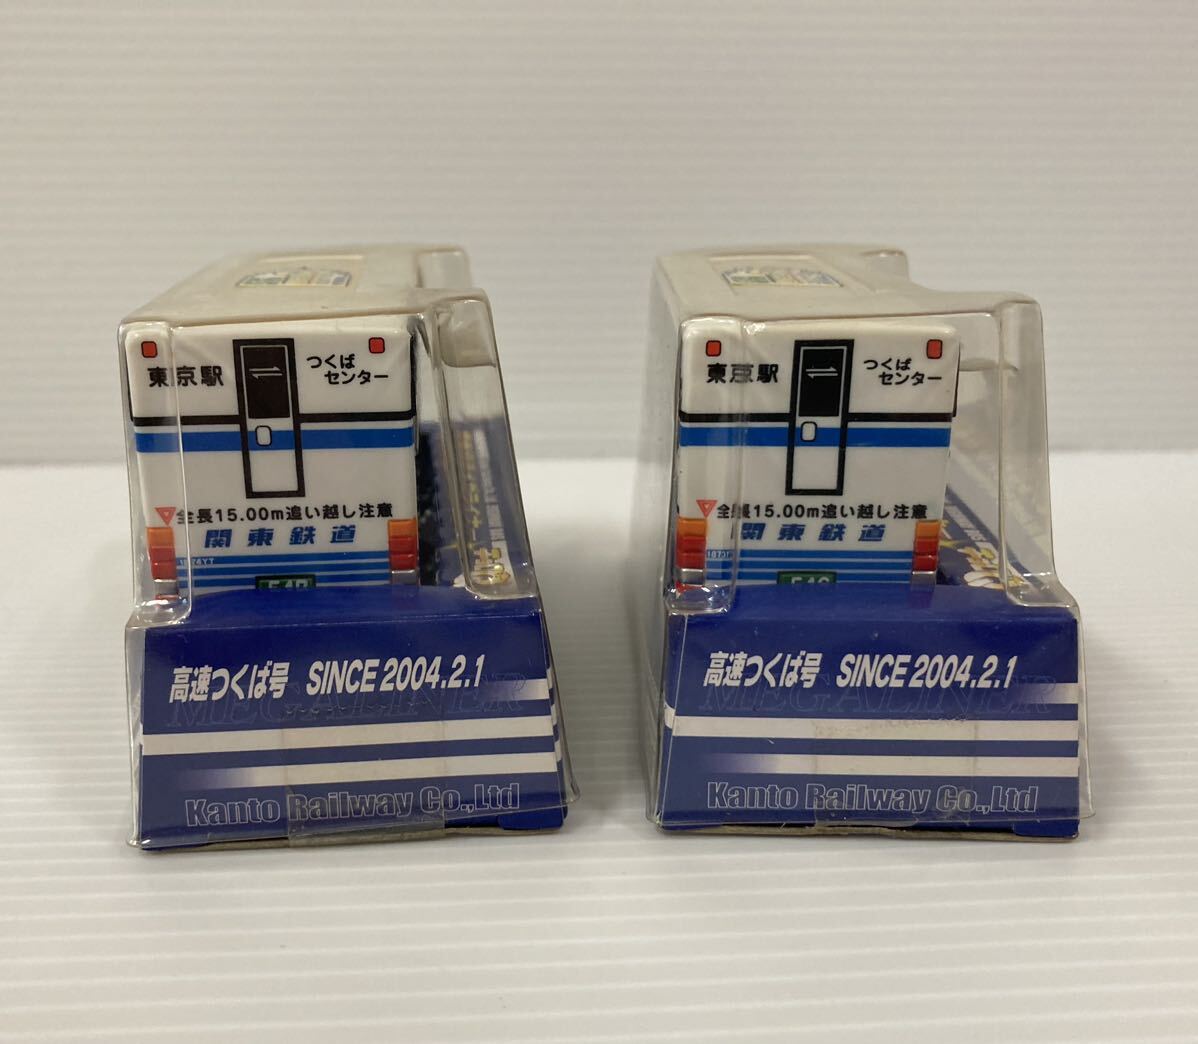 東京駅
つくば
センター
全長15.00m追い越し注意
関東鉄道
高速つくば号 SINCE 2004.2.1
MEGALINER
Kanto Railway Co.,Ltd
東京駅
つくば
センター
全長15.00m追い越し注意
関東鉄道
高速つくば号 SINCE 2004.2.1
MEGALINER
Kanto Railway Co.,Ltd